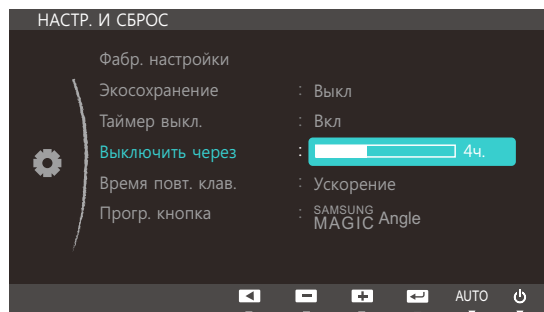 НАСТР. И СБРОС
Фабр. настройки
Экосохранение : Выкл
Таймер выкл. : Вкл
Выключить через : 4ч.
Время повт. клав. : Ускорение
Прогр. кнопка : SAMSUNG MAGIC Angle
AUTO